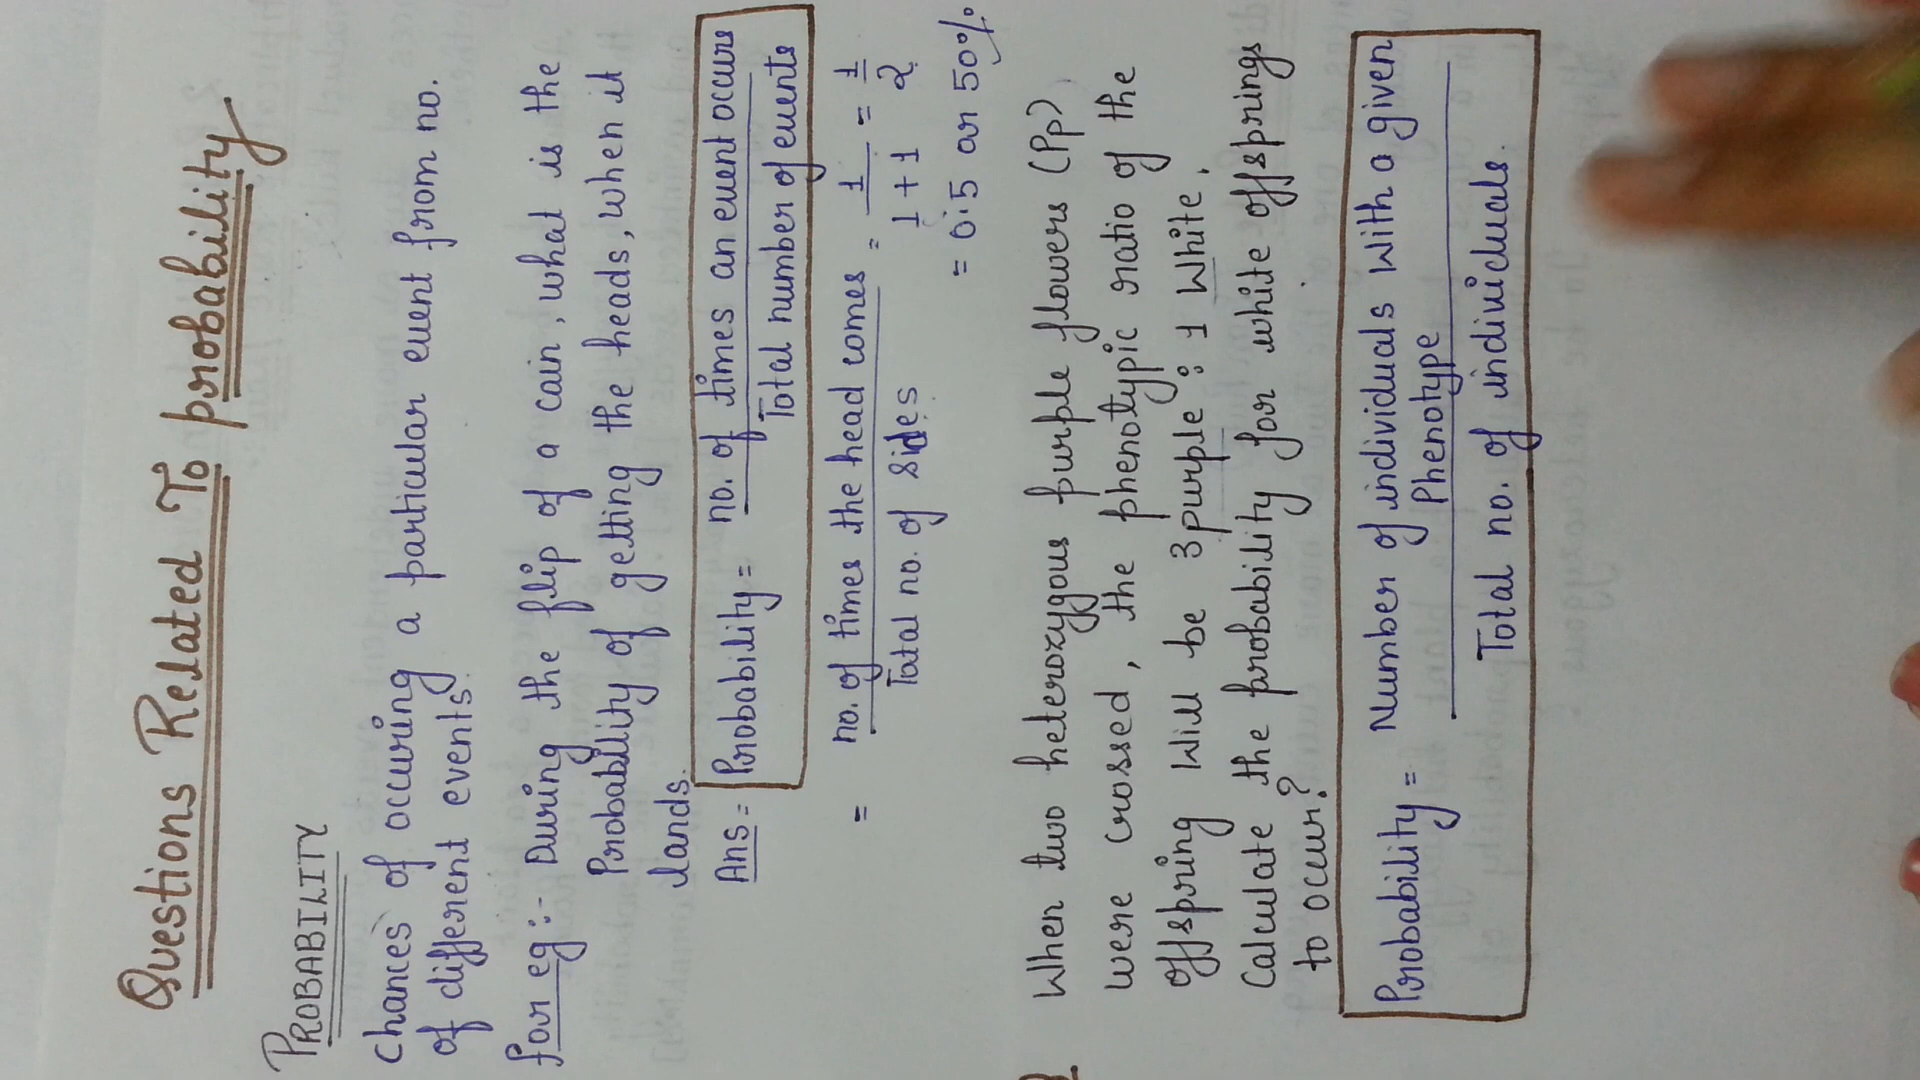 Questions Related To probability
PROBABILITY
Chances of occuring a particular event from no.
of different events.
for eg:- During the flip of a coin, what is the
Probability of getting the heads, when it
lands.
Ans = Probability = no. of times an event occurs
Total number of events
= no. of times the head comes = 1 = 1
Total no. of sides 1+1 2
= 0.5 or 50%
When two heterozygous purple flowers (Pp)
were crossed, the phenotypic ratio of the
offspring will be 3 purple : 1 White.
Calculate the probability for white offsprings
to occur?
Probability = Number of individuals with a given
Phenotype
Total no. of individuals.